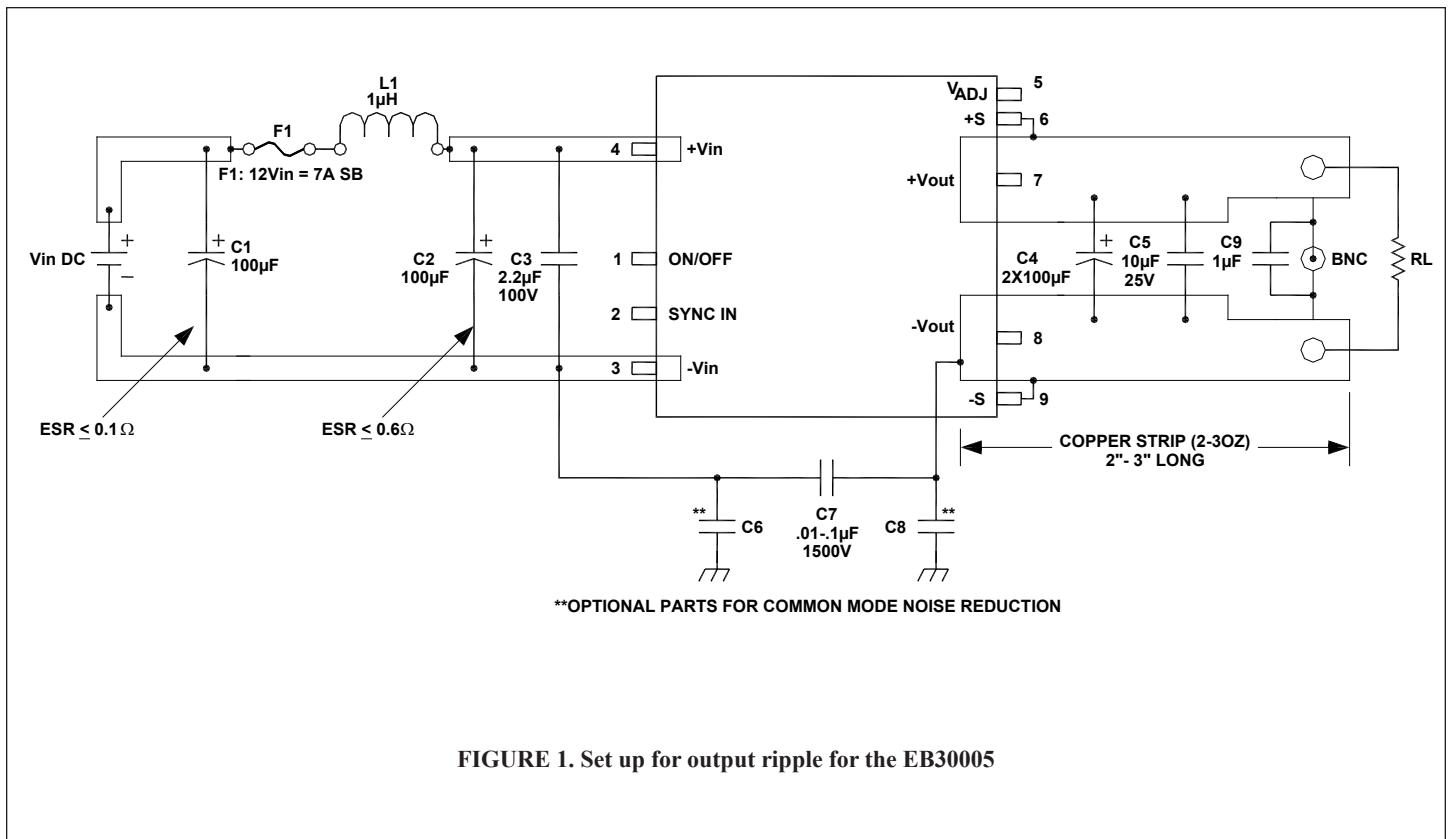 L1
1µH
F1
F1: 12Vin = 7A SB
Vin DC
+
−
+
C1
100µF
+
C2
100µF
C3
2.2µF
100V
4
+Vin
1
ON/OFF
2
SYNC IN
3
-Vin
VADJ
5
+S
6
+Vout
7
-Vout
8
-S
9
+
C4
2X100µF
C5
10µF
25V
C9
1µF
BNC
RL
ESR ≤ 0.1Ω
ESR ≤ 0.6Ω
COPPER STRIP (2-3OZ)
2"- 3" LONG
**
C6
C7
.01-.1µF
1500V
C8
**
**OPTIONAL PARTS FOR COMMON MODE NOISE REDUCTION
FIGURE 1. Set up for output ripple for the EB30005